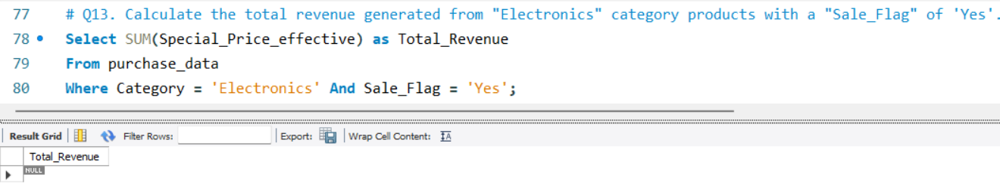 77 # Q13. Calculate the total revenue generated from "Electronics" category products with a "Sale_Flag" of 'Yes'.
78 Select SUM(Special_Price_effective) as Total_Revenue
79 From purchase_data
80 Where Category = 'Electronics' And Sale_Flag = 'Yes';
Result Grid Filter Rows: Export: Wrap Cell Content: IA
Total_Revenue
NULL